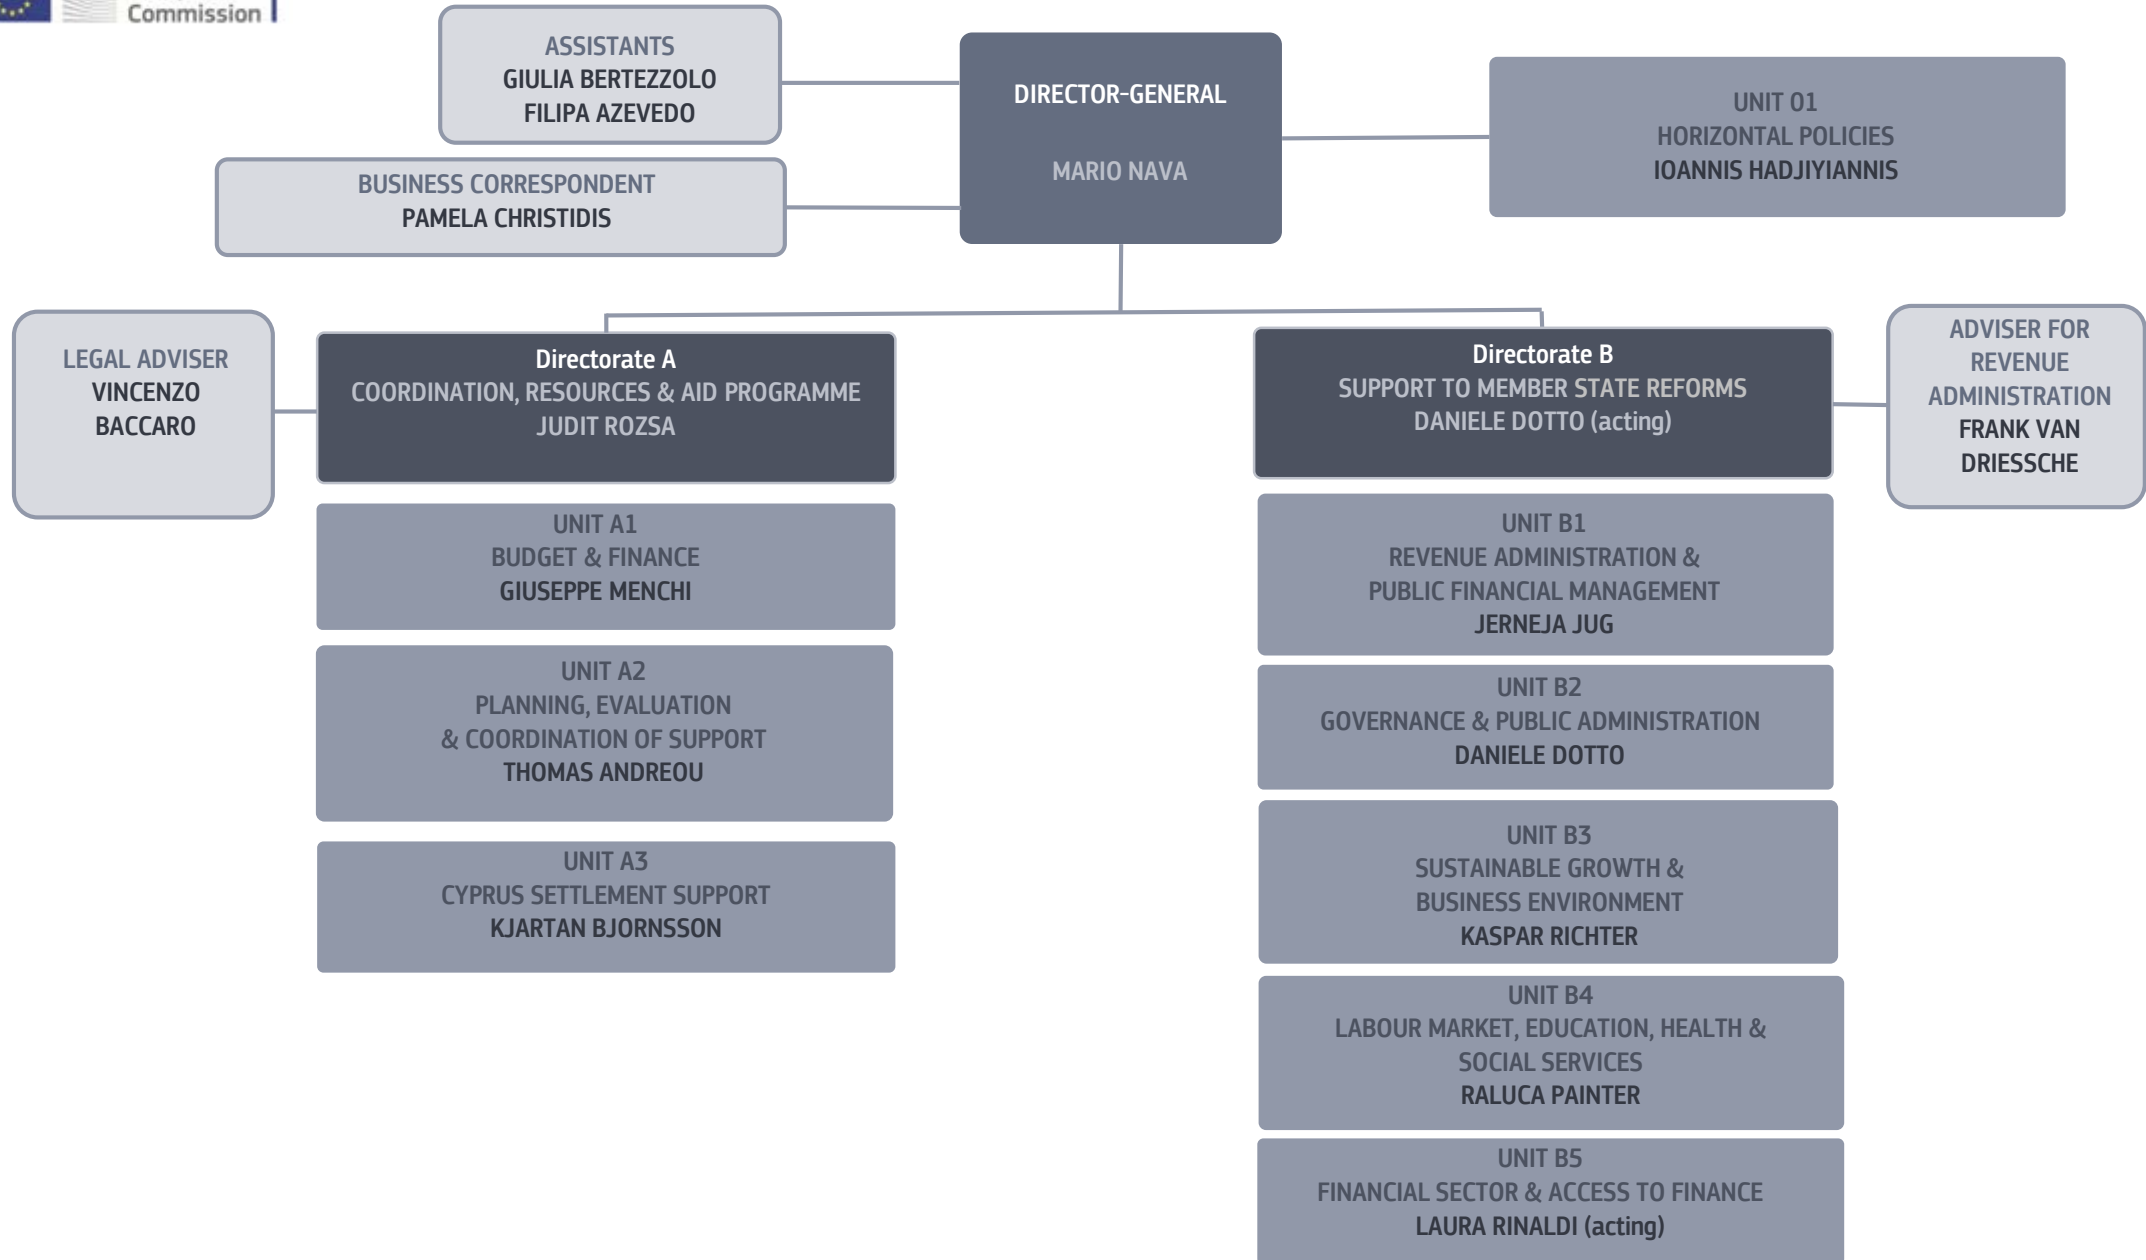 Commission
ASSISTANTS
GIULIA BERTEZZOLO
FILIPA AZEVEDO
BUSINESS CORRESPONDENT
PAMELA CHRISTIDIS
DIRECTOR-GENERAL
MARIO NAVA
UNIT 01
HORIZONTAL POLICIES
IOANNIS HADJIYIANNIS
LEGAL ADVISER
VINCENZO
BACCARO
Directorate A
COORDINATION, RESOURCES & AID PROGRAMME
JUDIT ROZSA
UNIT A1
BUDGET & FINANCE
GIUSEPPE MENCHI
UNIT A2
PLANNING, EVALUATION
& COORDINATION OF SUPPORT
THOMAS ANDREOU
UNIT A3
CYPRUS SETTLEMENT SUPPORT
KJARTAN BJORNSSON
Directorate B
SUPPORT TO MEMBER STATE REFORMS
DANIELE DOTTO (acting)
ADVISER FOR
REVENUE
ADMINISTRATION
FRANK VAN
DRIESSCHE
UNIT B1
REVENUE ADMINISTRATION &
PUBLIC FINANCIAL MANAGEMENT
JERNEJA JUG
UNIT B2
GOVERNANCE & PUBLIC ADMINISTRATION
DANIELE DOTTO
UNIT B3
SUSTAINABLE GROWTH &
BUSINESS ENVIRONMENT
KASPAR RICHTER
UNIT B4
LABOUR MARKET, EDUCATION, HEALTH &
SOCIAL SERVICES
RALUCA PAINTER
UNIT B5
FINANCIAL SECTOR & ACCESS TO FINANCE
LAURA RINALDI (acting)